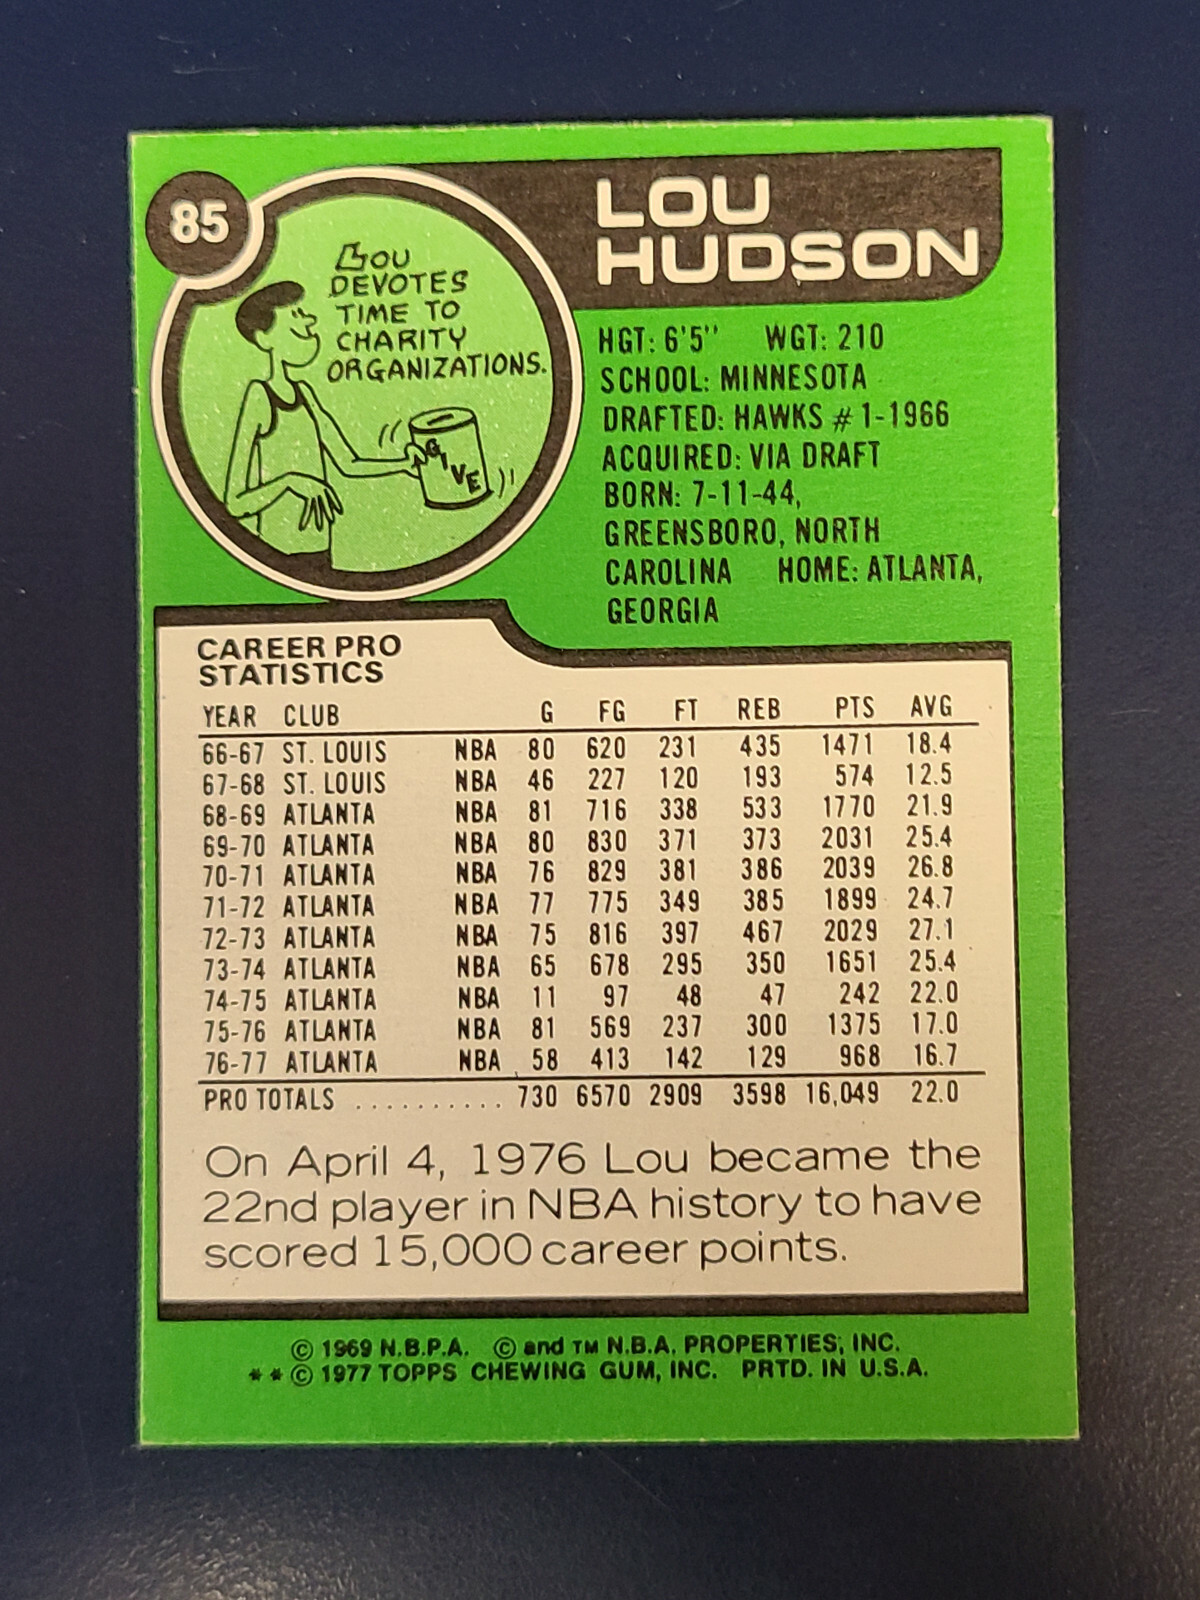 85
LOU
HUDSON
LOU
DEVOTES
TIME TO
CHARITY
ORGANIZATIONS.
GIVE
HGT: 6'5" WGT: 210
SCHOOL: MINNESOTA
DRAFTED: HAWKS #1-1966
ACQUIRED: VIA DRAFT
BORN: 7-11-44,
GREENSBORO, NORTH
CAROLINA HOME: ATLANTA,
GEORGIA
CAREER PRO
STATISTICS
YEAR CLUB G FG FT REB PTS AVG
66-67 ST. LOUIS NBA 80 620 231 435 1471 18.4
67-68 ST. LOUIS NBA 46 227 120 193 574 12.5
68-69 ATLANTA NBA 81 716 338 533 1770 21.9
69-70 ATLANTA NBA 80 830 371 373 2031 25.4
70-71 ATLANTA NBA 76 829 381 386 2039 26.8
71-72 ATLANTA NBA 77 775 349 385 1899 24.7
72-73 ATLANTA NBA 75 816 397 467 2029 27.1
73-74 ATLANTA NBA 65 678 295 350 1651 25.4
74-75 ATLANTA NBA 11 97 48 47 242 22.0
75-76 ATLANTA NBA 81 569 237 300 1375 17.0
76-77 ATLANTA NBA 58 413 142 129 968 16.7
PRO TOTALS .......... 730 6570 2909 3598 16,049 22.0
On April 4, 1976 Lou became the
22nd player in NBA history to have
scored 15,000 career points.
© 1969 N.B.P.A. © and TM N.B.A. PROPERTIES, INC.
**© 1977 TOPPS CHEWING GUM, INC. PRTD. IN U.S.A.